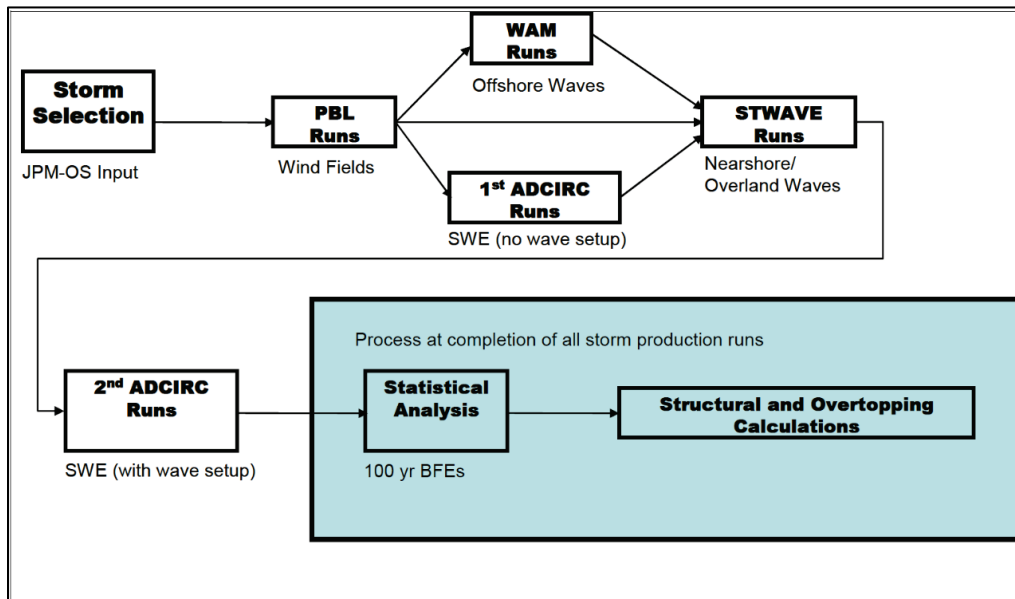 WAM
Runs
Offshore Waves
Storm
Selection
JPM-OS Input
PBL
Runs
Wind Fields
STWAVE
Runs
Nearshore/
Overland Waves
1st ADCIRC
Runs
SWE (no wave setup)
Process at completion of all storm production runs
2nd ADCIRC
Runs
SWE (with wave setup)
Statistical
Analysis
100 yr BFEs
Structural and Overtopping
Calculations